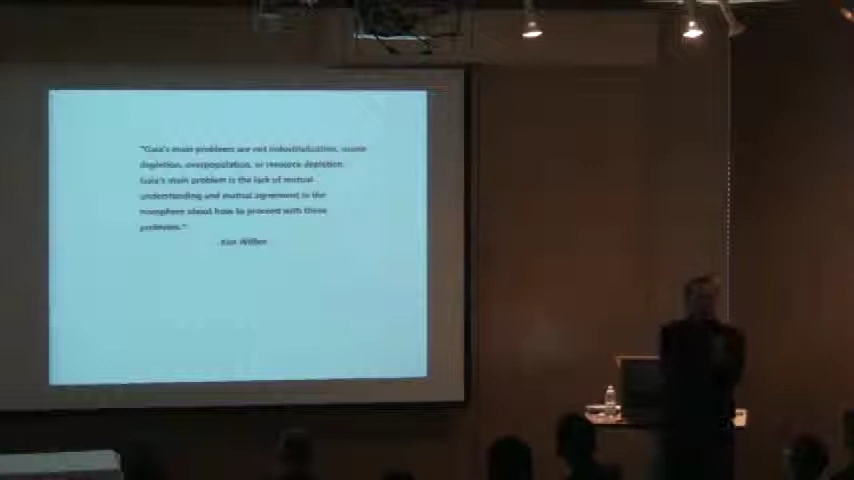 "Gaia's main problems are not industrialization, ozone
depletion, overpopulation, or resource depletion.
Gaia's main problem is the lack of mutual
understanding and mutual agreement in the
noosphere about how to proceed with these
problems."
- Ken Wilber